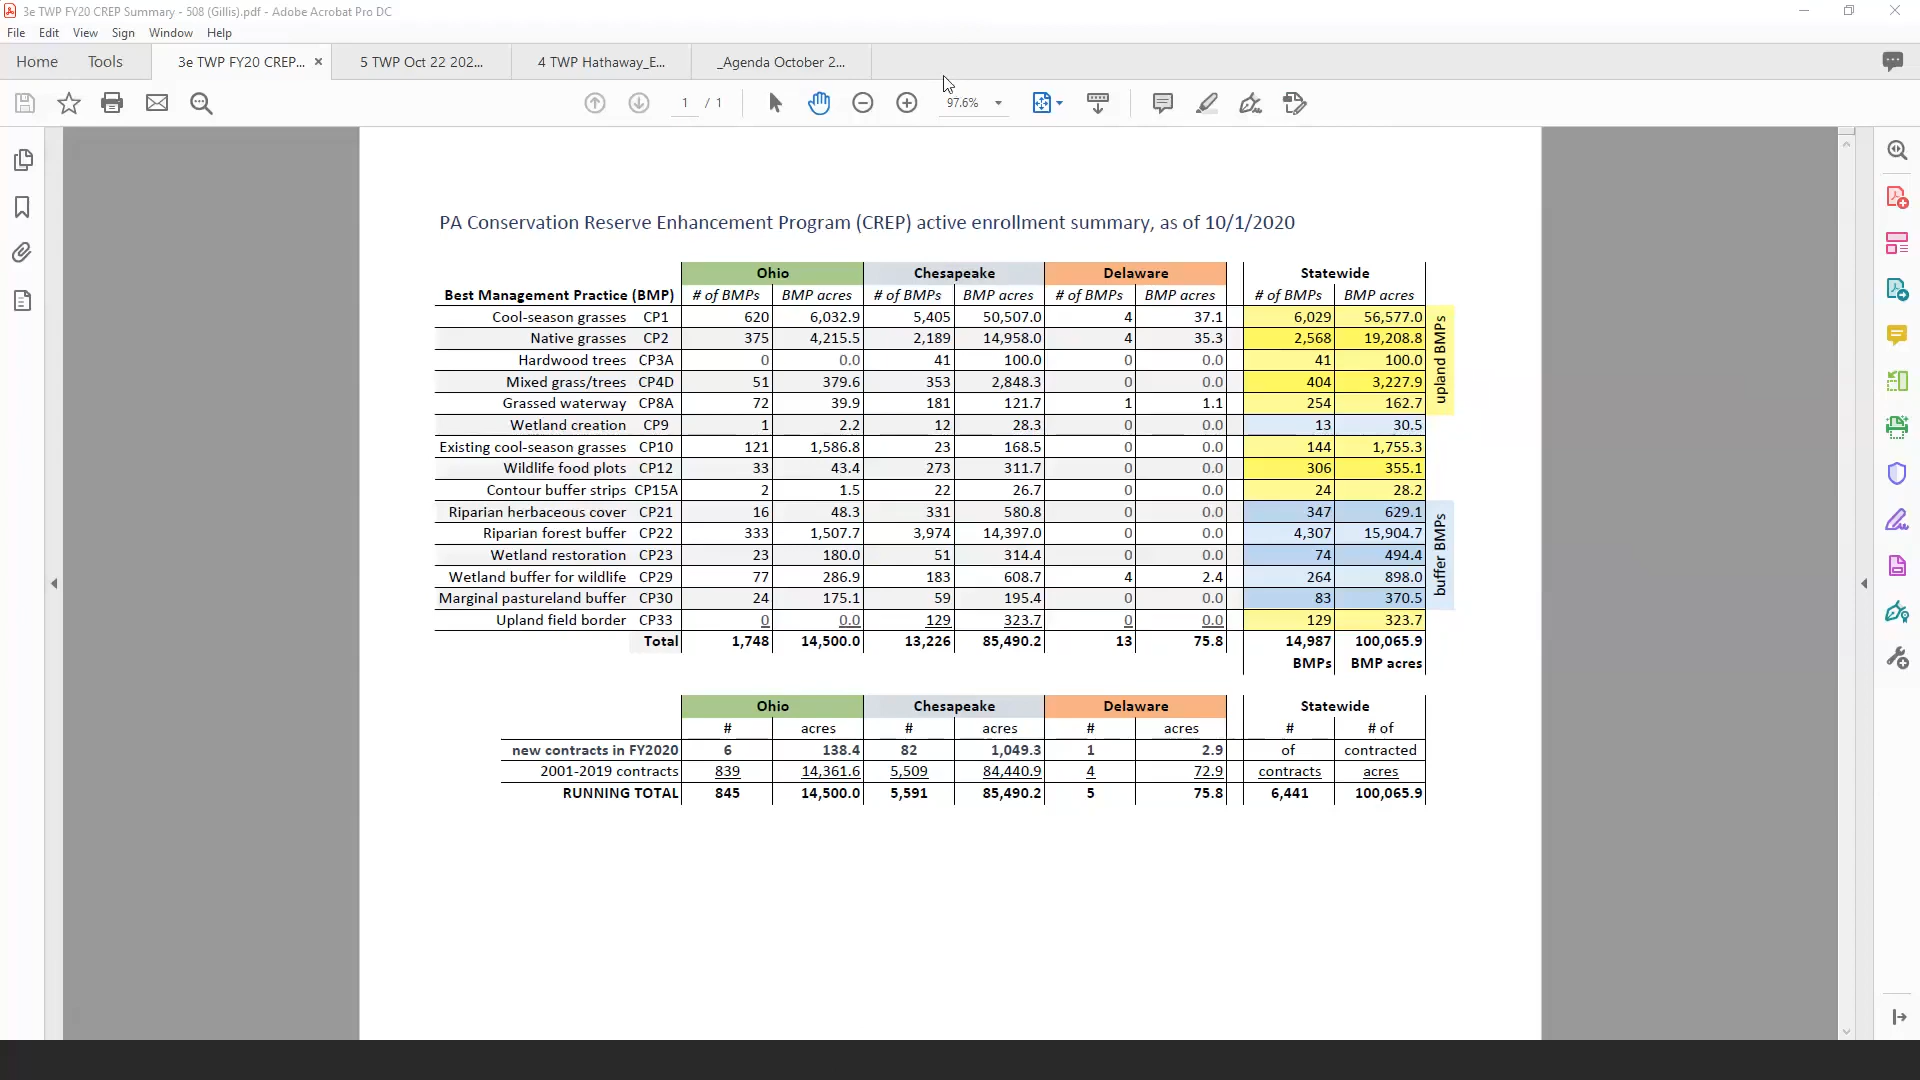 3e TWP FY20 CREP Summary - 508 (Gillis).pdf - Adobe Acrobat Pro DC
File Edit View Sign Window Help
Home Tools 3e TWP FY20 CREP... × 5 TWP Oct 22 202... 4 TWP Hathaway_E... _Agenda October 2...
1 / 1 97.6%
PA Conservation Reserve Enhancement Program (CREP) active enrollment summary, as of 10/1/2020
Ohio Chesapeake Delaware Statewide
Best Management Practice (BMP) # of BMPs BMP acres # of BMPs BMP acres # of BMPs BMP acres # of BMPs BMP acres
Cool-season grasses CP1 620 6,032.9 5,405 50,507.0 4 37.1 6,029 56,577.0
Native grasses CP2 375 4,215.5 2,189 14,958.0 4 35.3 2,568 19,208.8
Hardwood trees CP3A 0 0.0 41 100.0 0 0.0 41 100.0
Mixed grass/trees CP4D 51 379.6 353 2,848.3 0 0.0 404 3,227.9
Grassed waterway CP8A 72 39.9 181 121.7 1 1.1 254 162.7
upland BMPs
Wetland creation CP9 1 2.2 12 28.3 0 0.0 13 30.5
Existing cool-season grasses CP10 121 1,586.8 23 168.5 0 0.0 144 1,755.3
Wildlife food plots CP12 33 43.4 273 311.7 0 0.0 306 355.1
Contour buffer strips CP15A 2 1.5 22 26.7 0 0.0 24 28.2
Riparian herbaceous cover CP21 16 48.3 331 580.8 0 0.0 347 629.1
Riparian forest buffer CP22 333 1,507.7 3,974 14,397.0 0 0.0 4,307 15,904.7
Wetland restoration CP23 23 180.0 51 314.4 0 0.0 74 494.4
Wetland buffer for wildlife CP29 77 286.9 183 608.7 4 2.4 264 898.0
Marginal pastureland buffer CP30 24 175.1 59 195.4 0 0.0 83 370.5
buffer BMPs
Upland field border CP33 0 0.0 129 323.7 0 0.0 129 323.7
Total 1,748 14,500.0 13,226 85,490.2 13 75.8 14,987 100,065.9
BMPs BMP acres
Ohio Chesapeake Delaware Statewide
# acres # acres # acres # # of
new contracts in FY2020 6 138.4 82 1,049.3 1 2.9 of contracted
2001-2019 contracts 839 14,361.6 5,509 84,440.9 4 72.9 contracts acres
RUNNING TOTAL 845 14,500.0 5,591 85,490.2 5 75.8 6,441 100,065.9